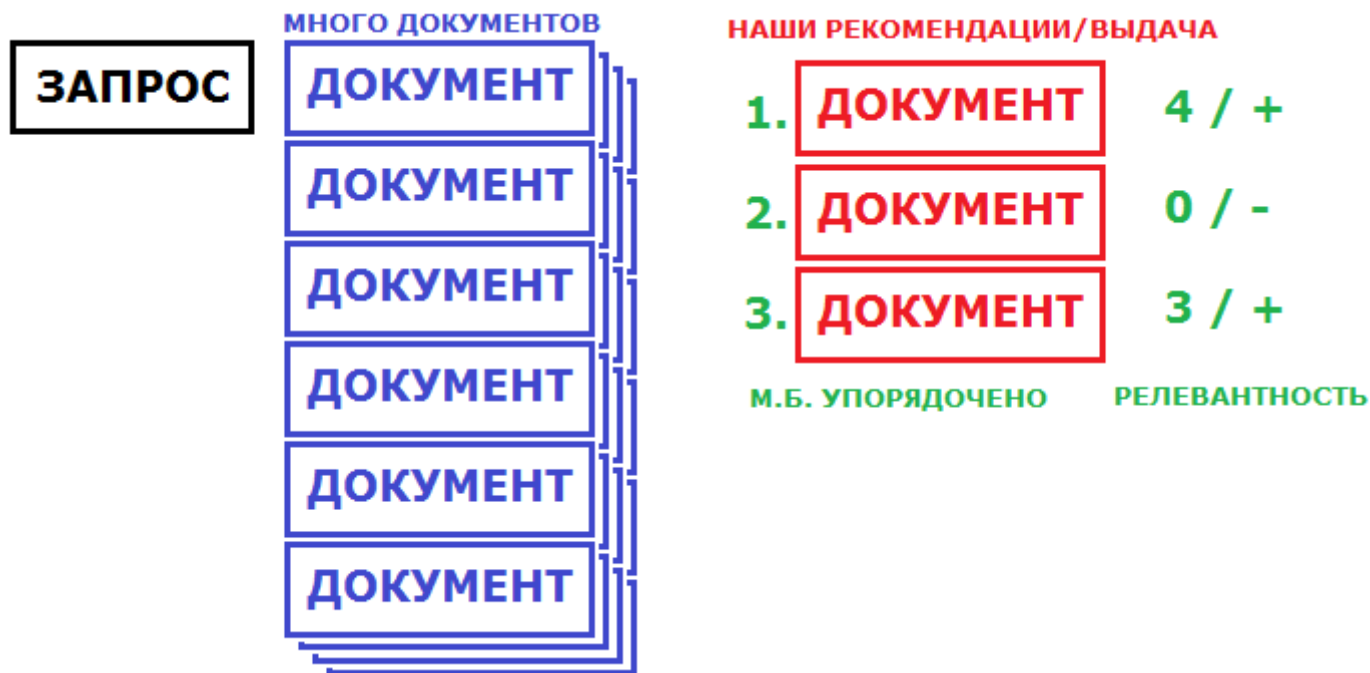 ЗАПРОС
МНОГО ДОКУМЕНТОВ
ДОКУМЕНТ
ДОКУМЕНТ
ДОКУМЕНТ
ДОКУМЕНТ
ДОКУМЕНТ
ДОКУМЕНТ
НАШИ РЕКОМЕНДАЦИИ/ВЫДАЧА
1. ДОКУМЕНТ 4 / +
2. ДОКУМЕНТ 0 / -
3. ДОКУМЕНТ 3 / +
М.Б. УПОРЯДОЧЕНО РЕЛЕВАНТНОСТЬ